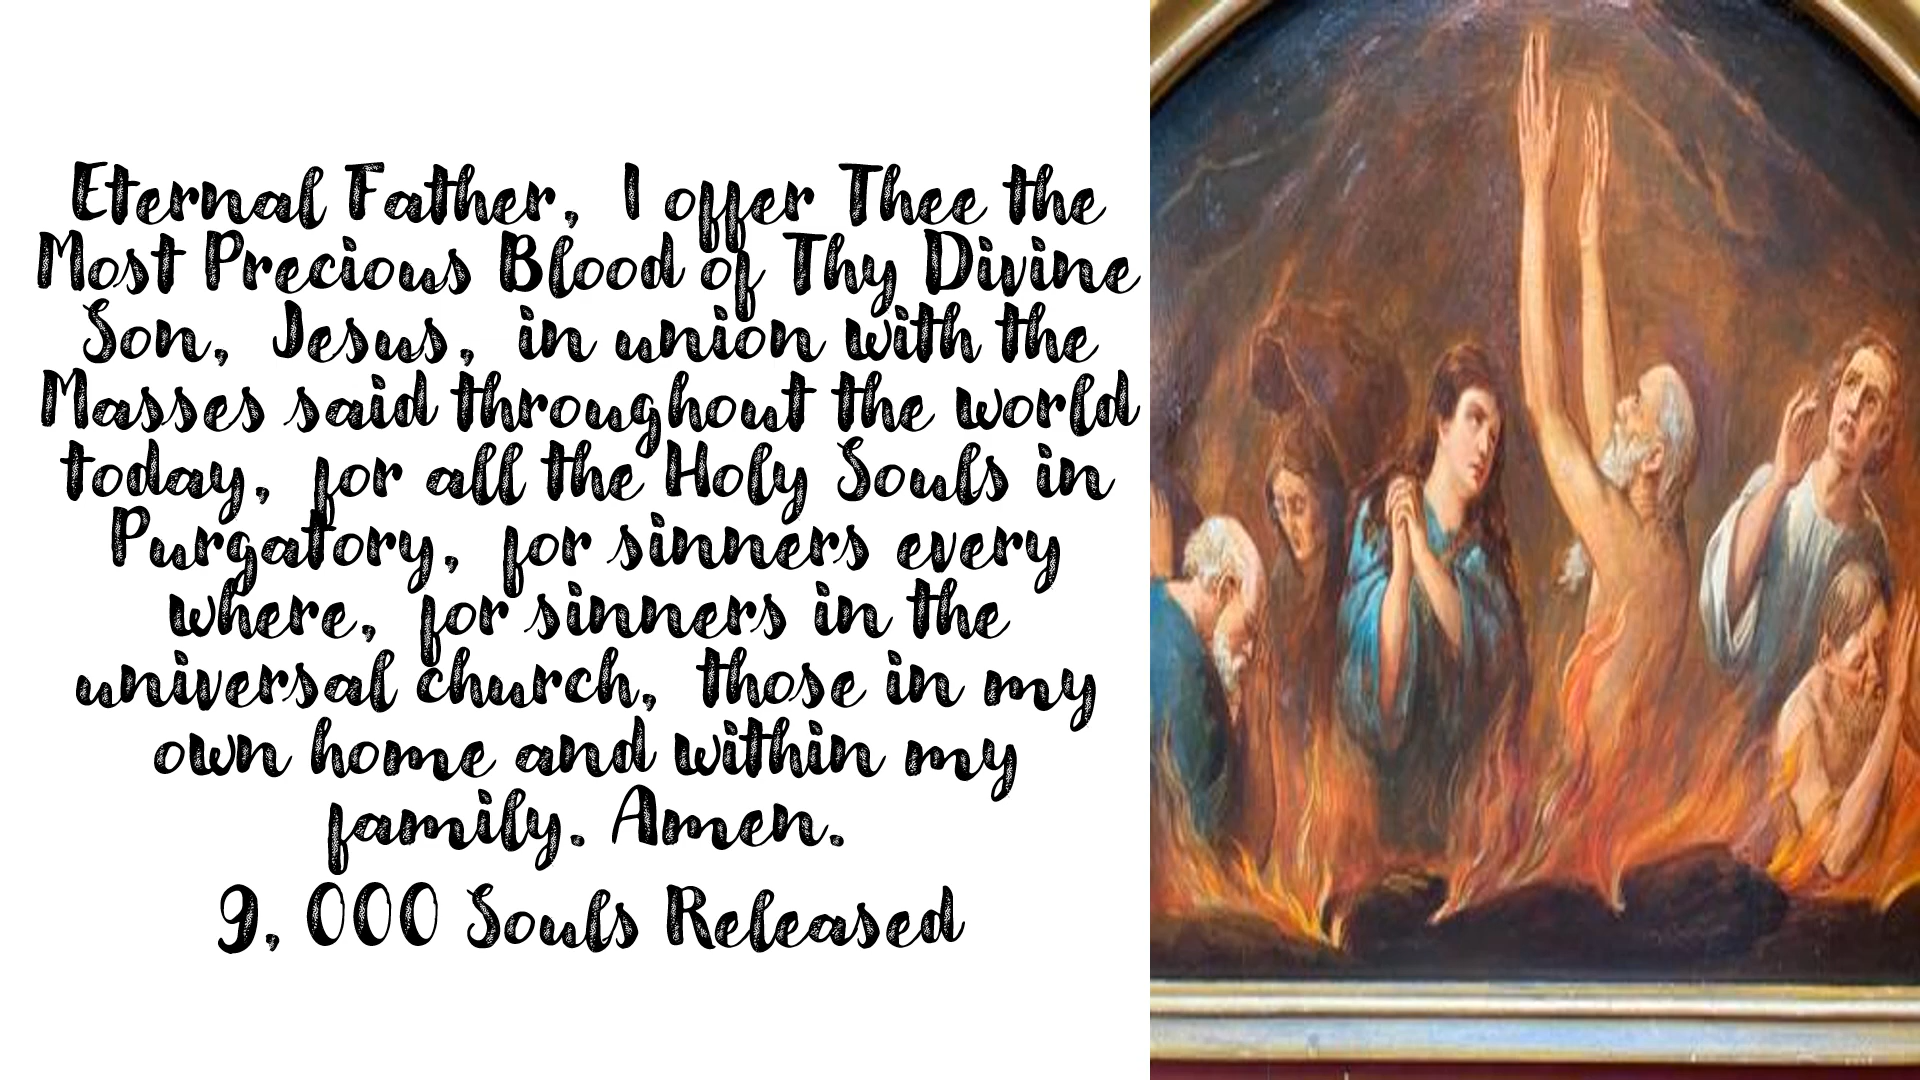 Eternal Father, I offer Thee the
Most Precious Blood of Thy Divine
Son, Jesus, in union with the
Masses said throughout the world
today, for all the Holy Souls in
Purgatory, for sinners every
where, for sinners in the
universal church, those in my
own home and within my
family. Amen.
9, 000 Souls Released